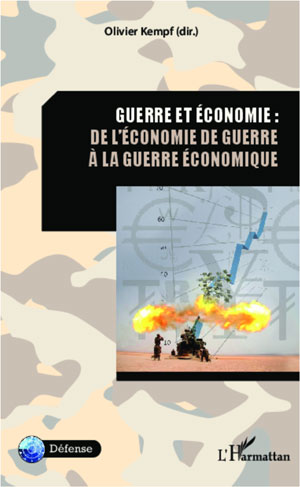 Olivier Kempf (dir.)
GUERRE ET ÉCONOMIE :
DE L'ÉCONOMIE DE GUERRE
À LA GUERRE ÉCONOMIQUE
Défense
L'Harmattan